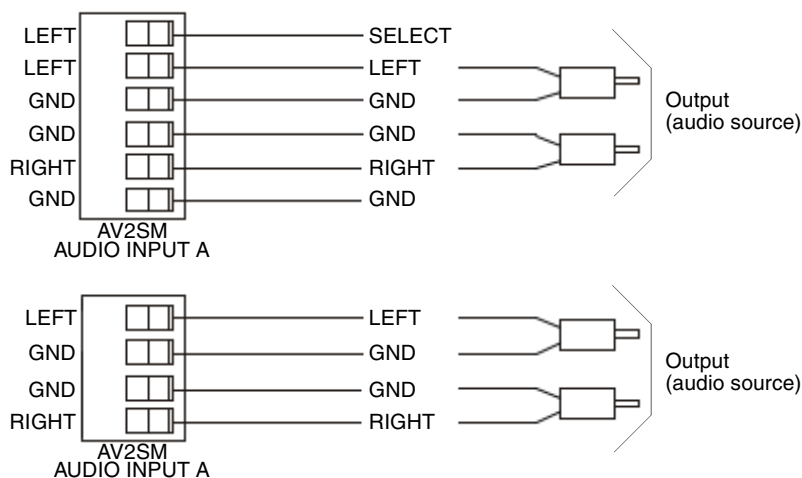 LEFT SELECT
LEFT LEFT
GND GND
GND GND
RIGHT RIGHT
GND GND
Output
(audio source)
AV2SM
AUDIO INPUT A
LEFT LEFT
GND GND
GND GND
RIGHT RIGHT
Output
(audio source)
AV2SM
AUDIO INPUT A